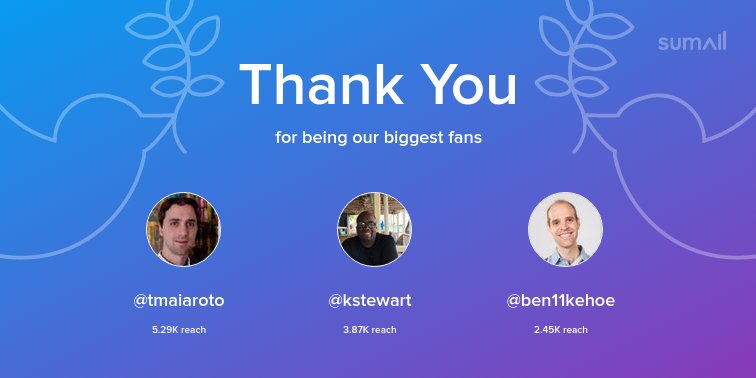 sumall
Thank You
for being our biggest fans
@tmaiaroto @kstewart @ben11kehoe
5.29K reach 3.87K reach 2.45K reach